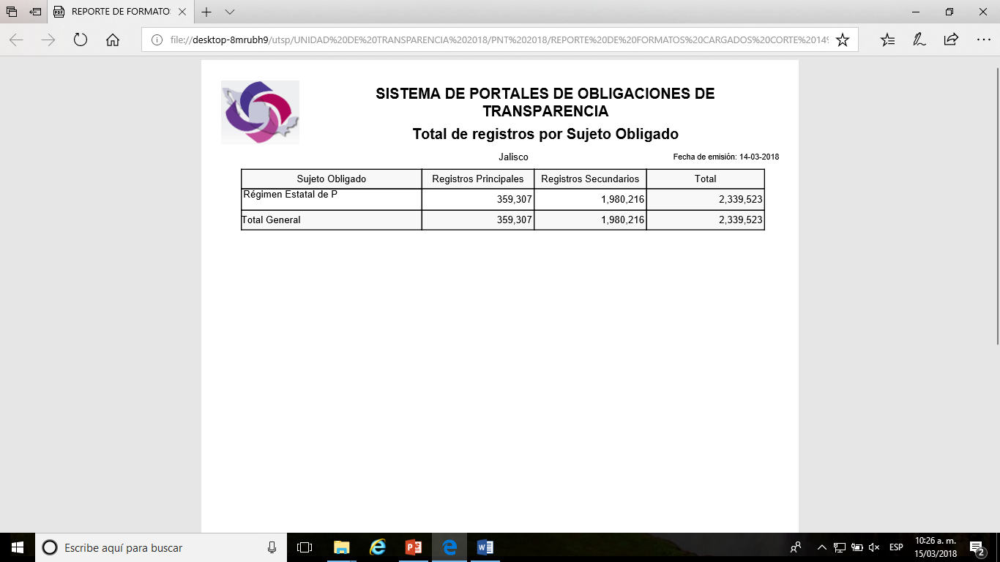 REPORTE DE FORMATO
file://desktop-8mrubh9/utsp/UNIDAD%20DE%20TRANSPARENCIA%202018/PNT%202018/REPORTE%20DE%20FORMATOS%20CARGADOS%20CORTE%2014%
SISTEMA DE PORTALES DE OBLIGACIONES DE
TRANSPARENCIA
Total de registros por Sujeto Obligado
Jalisco Fecha de emisión: 14-03-2018
Sujeto Obligado Registros Principales Registros Secundarios Total
Régimen Estatal de P 359,307 1,980,216 2,339,523
Total General 359,307 1,980,216 2,339,523
Escribe aquí para buscar
ESP
10:26 a. m.
15/03/2018
2